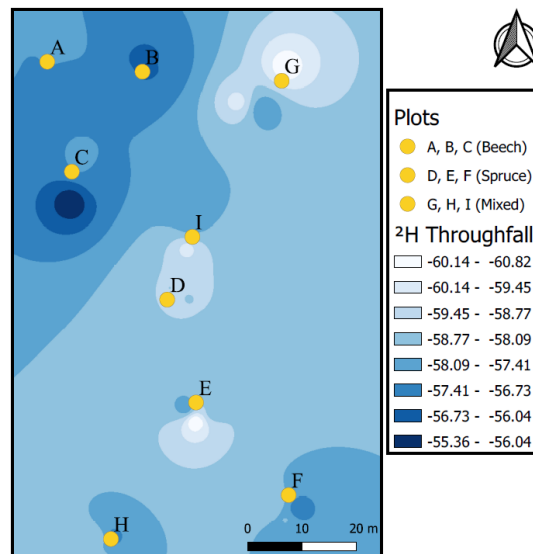 A
B
G
C
I
D
E
F
H
0 10 20 m
Plots
A, B, C (Beech)
D, E, F (Spruce)
G, H, I (Mixed)
²H Throughfall
-60.14 - -60.82
-60.14 - -59.45
-59.45 - -58.77
-58.77 - -58.09
-58.09 - -57.41
-57.41 - -56.73
-56.73 - -56.04
-55.36 - -56.04